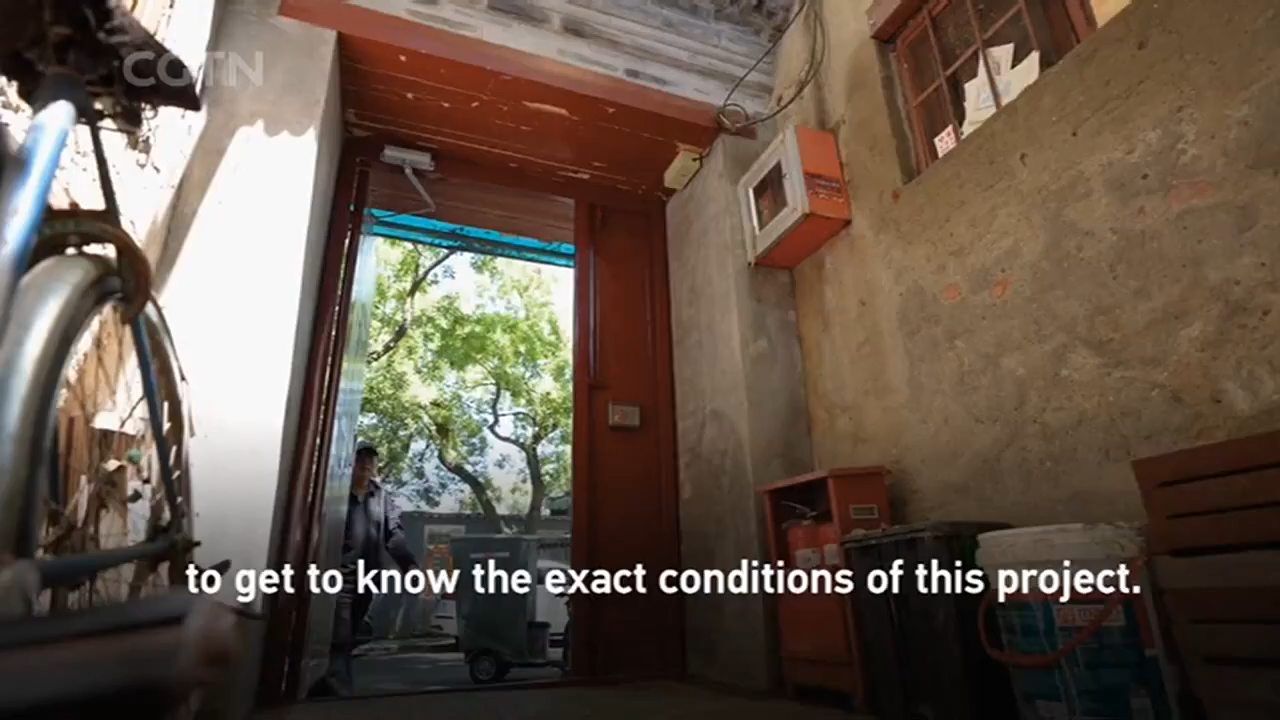 CGTN
to get to know the exact conditions of this project.